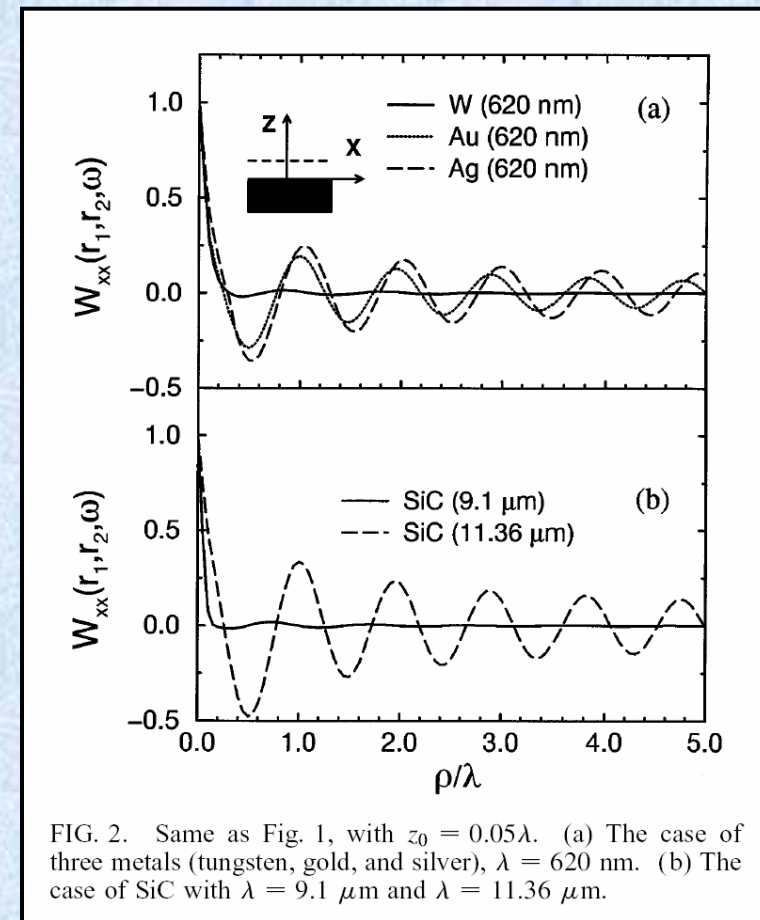 1.0
0.5
0.0
−0.5
W (620 nm)
Au (620 nm)
Ag (620 nm)
(a)
z
x
Wxx(r1,r2,ω)
1.0
0.5
0.0
−0.5
SiC (9.1 μm)
SiC (11.36 μm)
(b)
Wxx(r1,r2,ω)
0.0 1.0 2.0 3.0 4.0 5.0
ρ/λ
FIG. 2. Same as Fig. 1, with z0 = 0.05λ. (a) The case of
three metals (tungsten, gold, and silver), λ = 620 nm. (b) The
case of SiC with λ = 9.1 μm and λ = 11.36 μm.